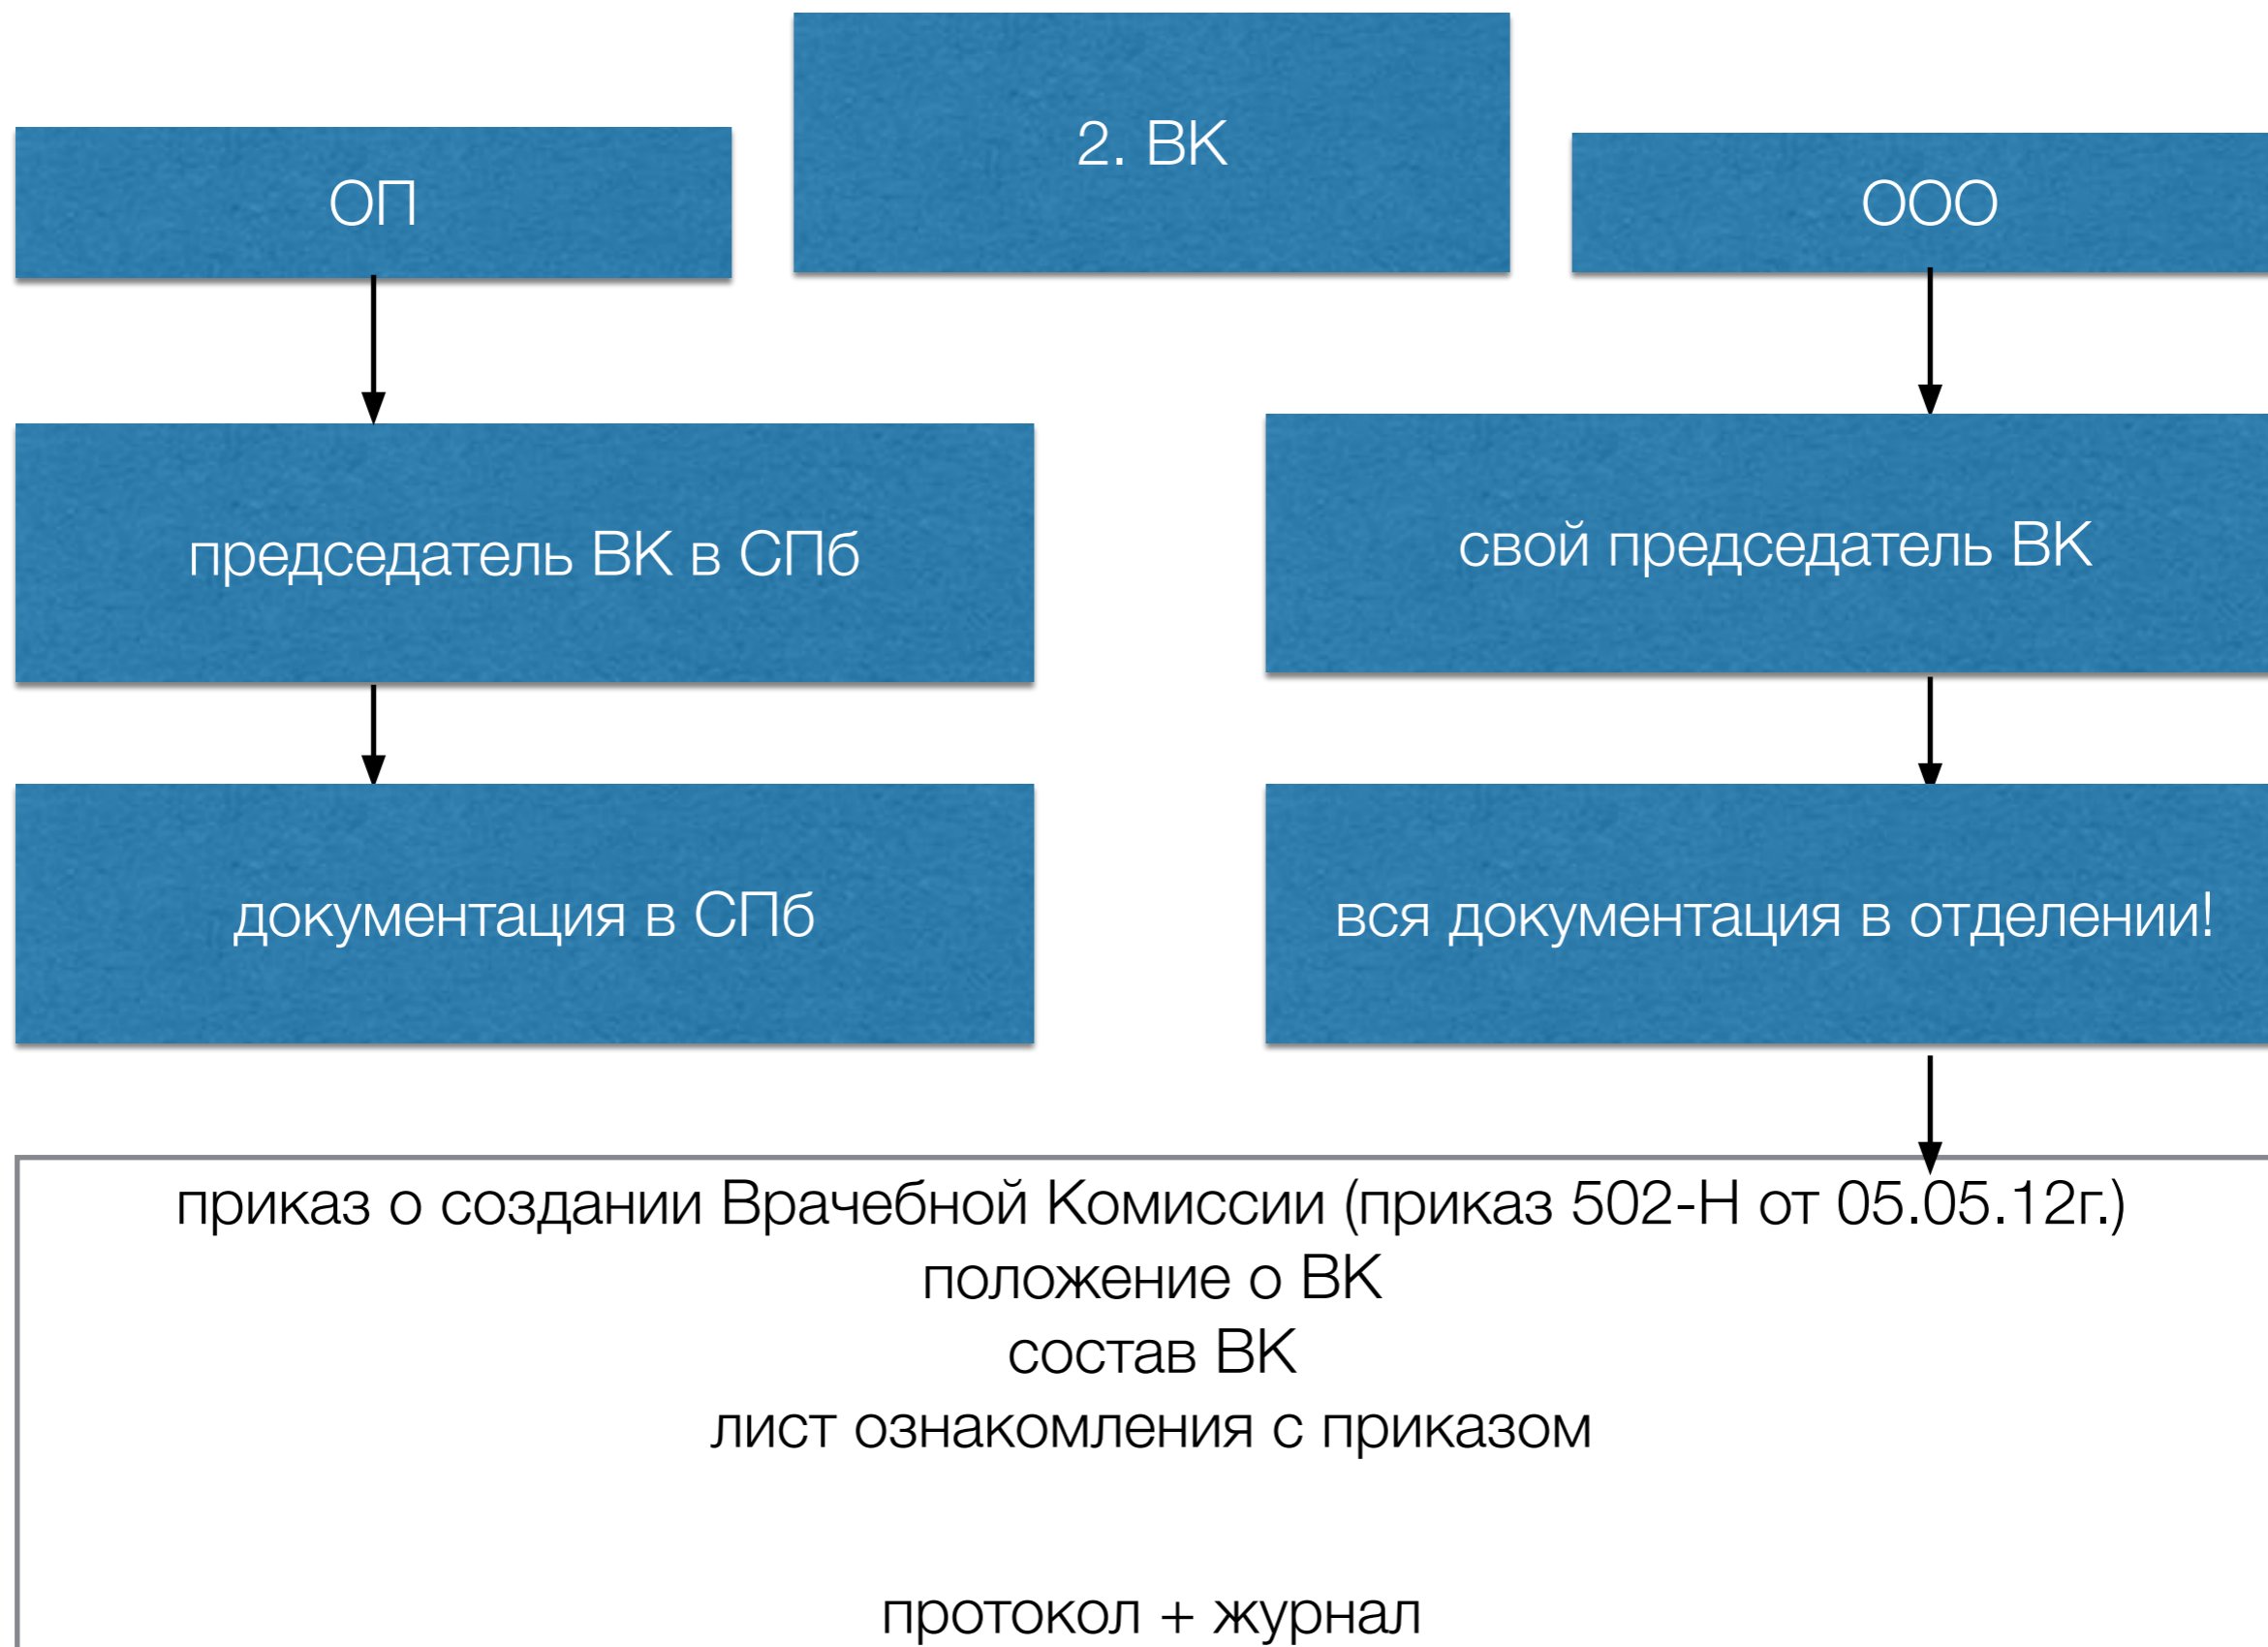 2. ВК
ОП
ООО
председатель ВК в СПб
свой председатель ВК
документация в СПб
вся документация в отделении!
приказ о создании Врачебной Комиссии (приказ 502-Н от 05.05.12г.)
положение о ВК
состав ВК
лист ознакомления с приказом
протокол + журнал